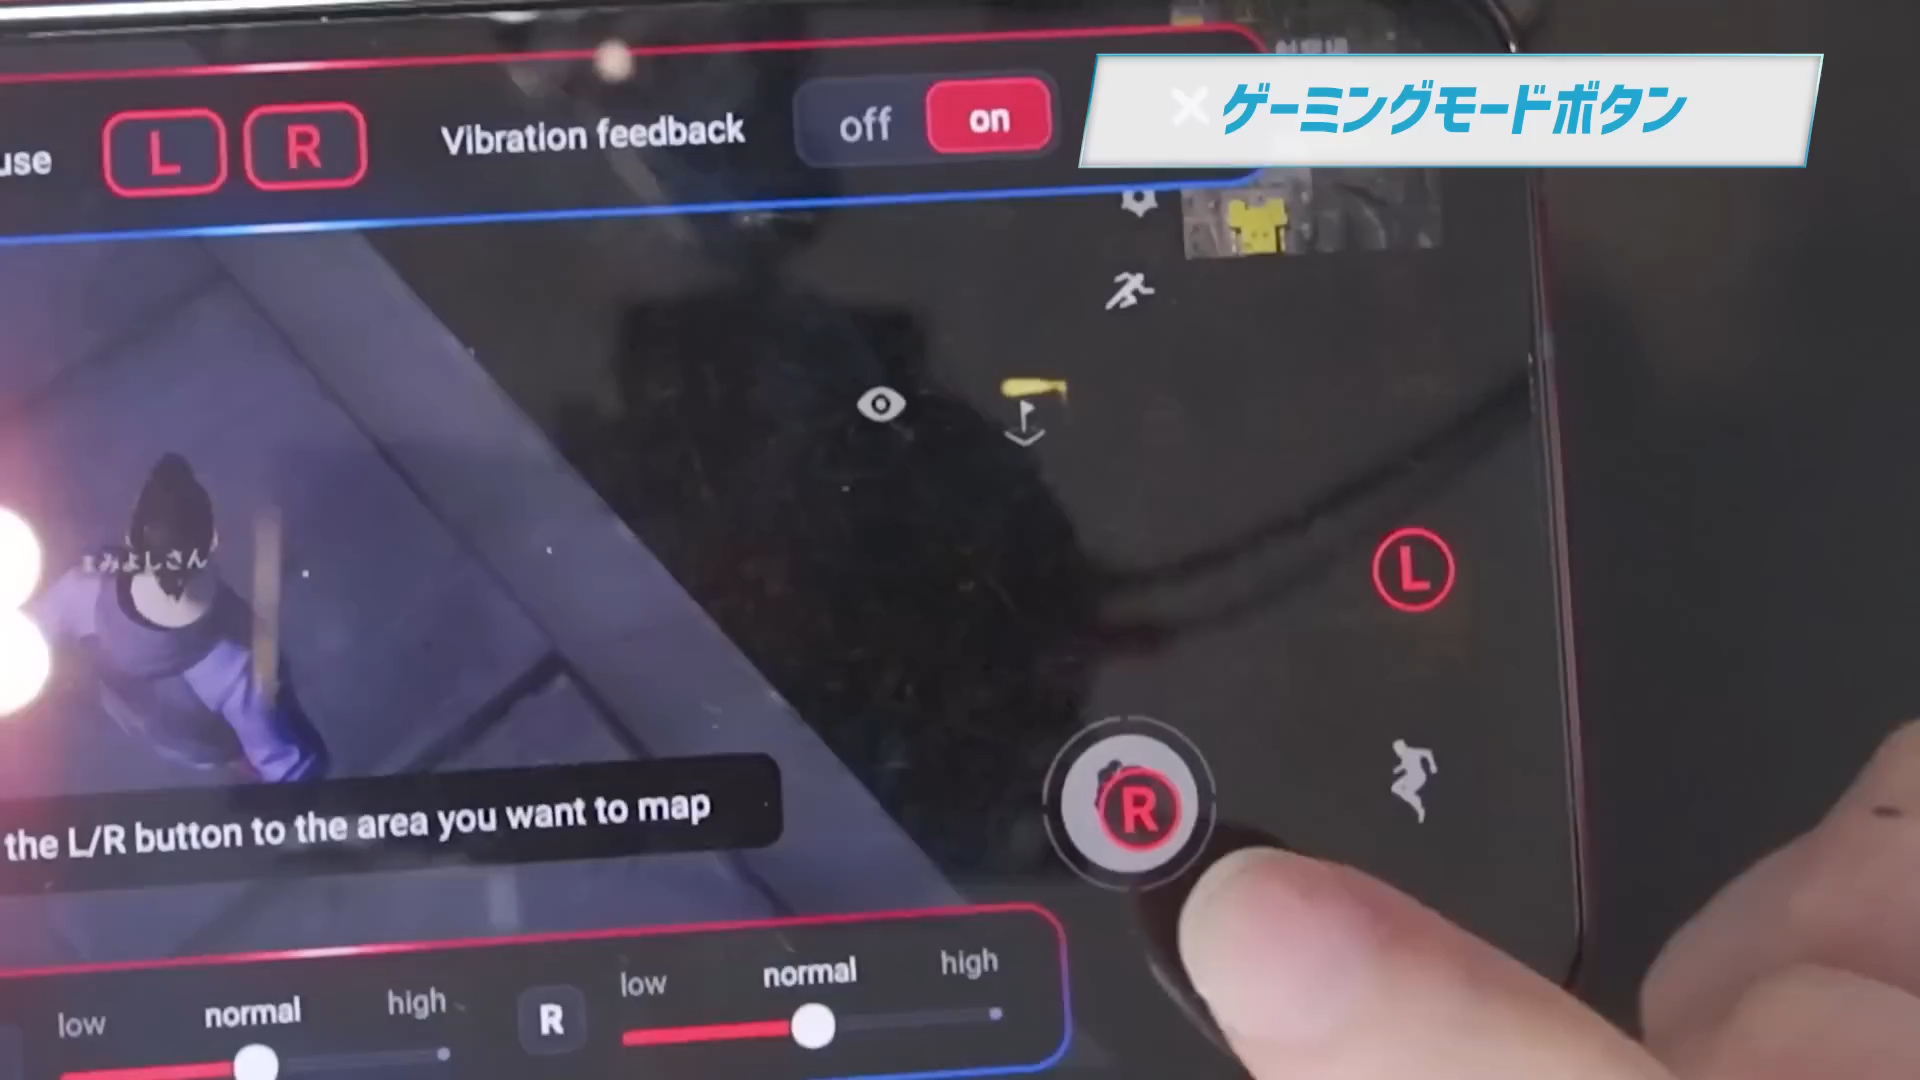 use L R Vibration feedback off on
ゲーミングモードボタン
まみよしさん
L
R
the L/R button to the area you want to map
low normal high R low normal high